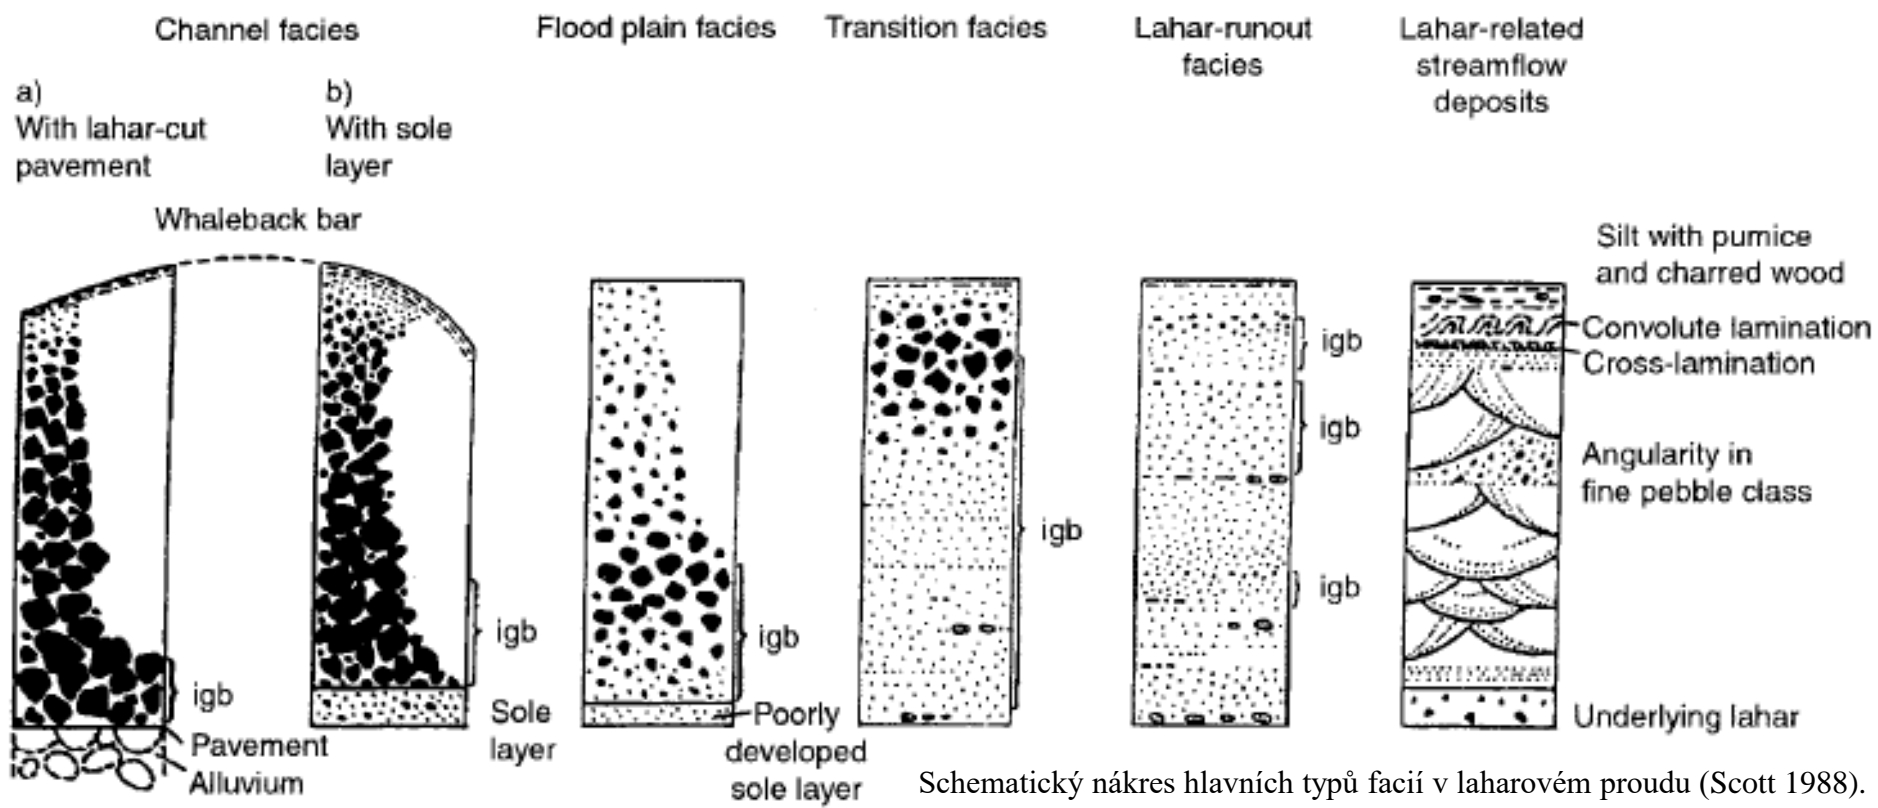 Channel facies
Flood plain facies
Transition facies
Lahar-runout
facies
Lahar-related
streamflow
deposits
a)
With lahar-cut
pavement
b)
With sole
layer
Whaleback bar
igb
Pavement
Alluvium
igb
Sole
layer
igb
Poorly
developed
sole layer
igb
igb
igb
igb
Silt with pumice
and charred wood
Convolute lamination
Cross-lamination
Angularity in
fine pebble class
Underlying lahar
Schematický nákres hlavních typů facií v laharovém proudu (Scott 1988).